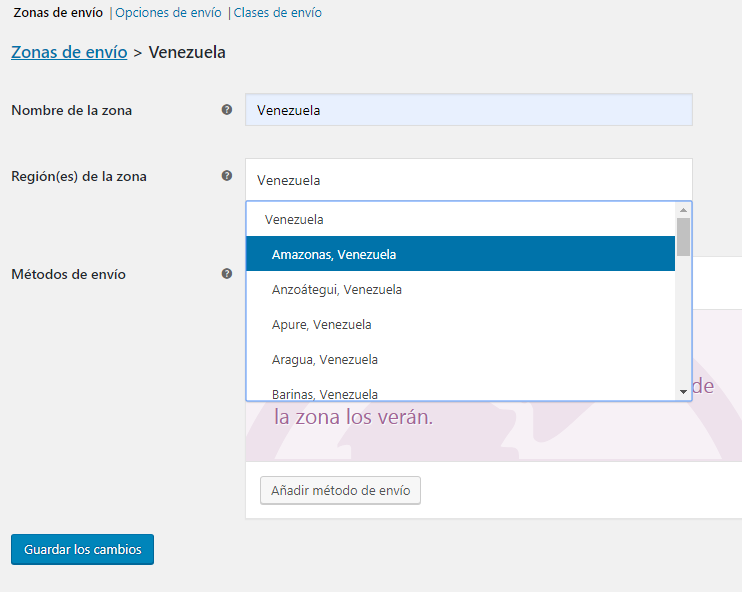 Zonas de envío | Opciones de envío | Clases de envío
Zonas de envío > Venezuela
Nombre de la zona
Venezuela
Región(es) de la zona
Venezuela
Venezuela
Amazonas, Venezuela
Anzoátegui, Venezuela
Apure, Venezuela
Aragua, Venezuela
Barinas, Venezuela
Métodos de envío
de
la zona los verán.
Añadir método de envío
Guardar los cambios